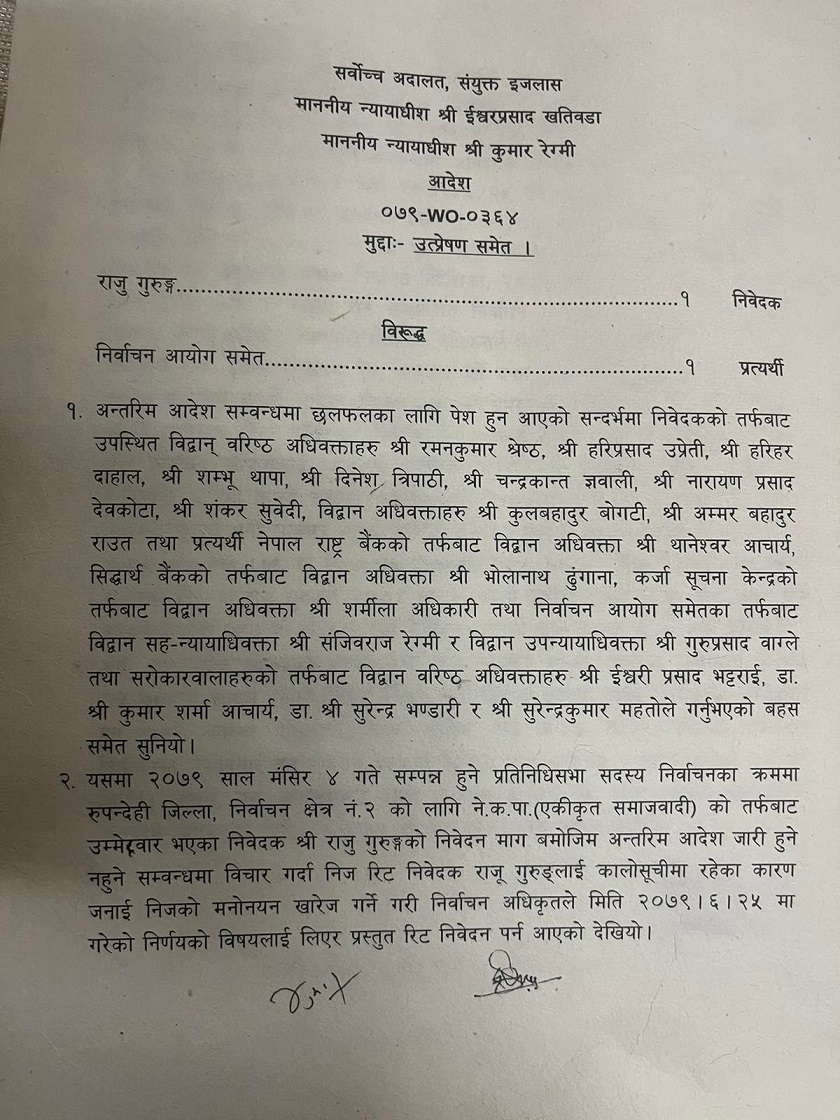 सर्वोच्च अदालत, संयुक्त इजलास
माननीय न्यायाधीश श्री ईश्वरप्रसाद खतिवडा
माननीय न्यायाधीश श्री कुमार रेग्मी
आदेश
०७९-WO-०३६४
मुद्दाः- उत्प्रेषण समेत ।
राजु गुरुङ्ग....................................................................................१ निवेदक
विरूद्ध
निर्वाचन आयोग समेत........................................................................१ प्रत्यर्थी
१. अन्तरिम आदेश सम्बन्धमा छलफलका लागि पेश हुन आएको सन्दर्भमा निवेदकको तर्फबाट
उपस्थित विद्वान् वरिष्ठ अधिवक्ताहरु श्री रमनकुमार श्रेष्ठ, श्री हरिप्रसाद उप्रेती, श्री हरिहर
दाहाल, श्री शम्भू थापा, श्री दिनेश त्रिपाठी, श्री चन्द्रकान्त ज्ञवाली, श्री नारायण प्रसाद
देवकोटा, श्री शंकर सुवेदी, विद्वान अधिवक्ताहरु श्री कुलबहादुर बोगटी, श्री अम्मर बहादुर
राउत तथा प्रत्यर्थी नेपाल राष्ट्र बैंकको तर्फबाट विद्वान अधिवक्ता श्री थानेश्वर आचार्य,
सिद्धार्थ बैंकको तर्फबाट विद्वान अधिवक्ता श्री भोलानाथ ढुंगाना, कर्जा सूचना केन्द्रको
तर्फबाट विद्वान अधिवक्ता श्री शर्मीला अधिकारी तथा निर्वाचन आयोग समेतका तर्फबाट
विद्वान सह-न्यायाधिवक्ता श्री संजिवराज रेग्मी र विद्वान उपन्यायाधिवक्ता श्री गुरुप्रसाद वाग्ले
तथा सरोकारवालाहरुको तर्फबाट विद्वान वरिष्ठ अधिवक्ताहरु श्री ईश्वरी प्रसाद भट्टराई, डा.
श्री कुमार शर्मा आचार्य, डा. श्री सुरेन्द्र भण्डारी र श्री सुरेन्द्रकुमार महतोले गर्नुभएको बहस
समेत सुनियो।
२. यसमा २०७९ साल मंसिर ४ गते सम्पन्न हुने प्रतिनिधिसभा सदस्य निर्वाचनका क्रममा
रुपन्देही जिल्ला, निर्वाचन क्षेत्र नं.२ को लागि ने.क.पा.(एकीकृत समाजवादी) को तर्फबाट
उम्मेद्वार भएका निवेदक श्री राजु गुरुङ्गको निवेदन माग बमोजिम अन्तरिम आदेश जारी हुने
नहुने सम्बन्धमा विचार गर्दा निज रिट निवेदक राजू गुरुङ्लाई कालोसूचीमा रहेका कारण
जनाई निजको मनोनयन खारेज गर्ने गरी निर्वाचन अधिकृतले मिति २०७९।६।२५ मा
गरेको निर्णयको विषयलाई लिएर प्रस्तुत रिट निवेदन पर्न आएको देखियो।